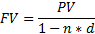 FV = PV / 1 − n * d